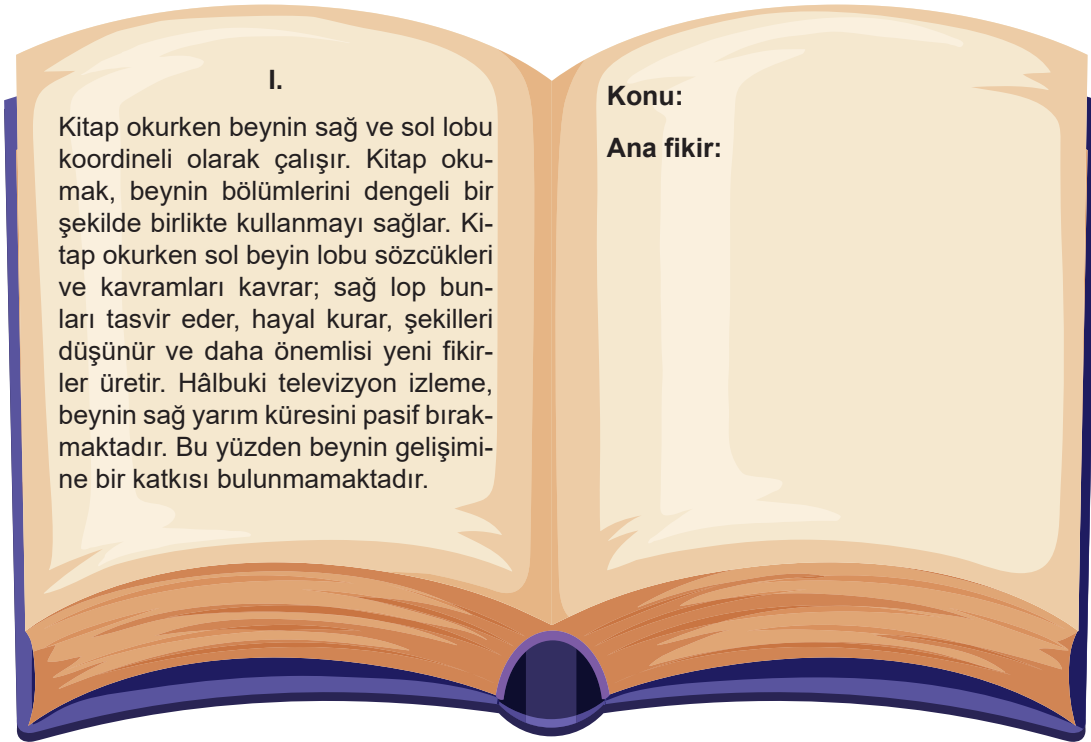 I.
Kitap okurken beynin sağ ve sol lobu
koordineli olarak çalışır. Kitap oku-
mak, beynin bölümlerini dengeli bir
şekilde birlikte kullanmayı sağlar. Ki-
tap okurken sol beyin lobu sözcükleri
ve kavramları kavrar; sağ lop bun-
ları tasvir eder, hayal kurar, şekilleri
düşünür ve daha önemlisi yeni fikir-
ler üretir. Hâlbuki televizyon izleme,
beynin sağ yarım küresini pasif bırak-
maktadır. Bu yüzden beynin gelişimi-
ne bir katkısı bulunmamaktadır.
Konu:
Ana fikir: